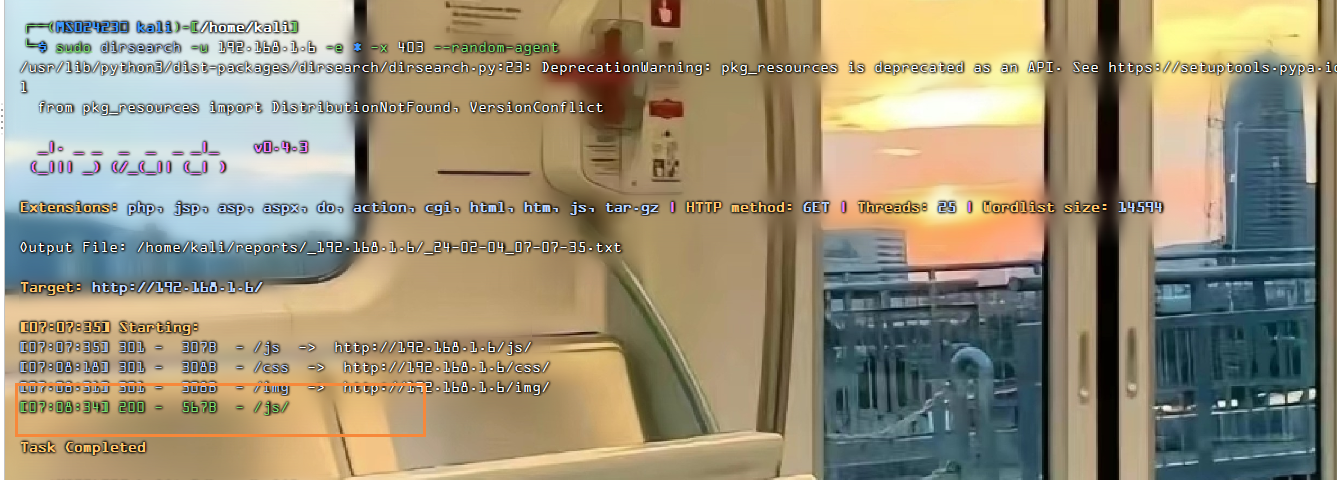 ┌──(MS02423㉿ kali)-[/home/kali]
└─$ sudo dirsearch -u 192.168.1.6 -e * -x 403 --random-agent
/usr/lib/python3/dist-packages/dirsearch/dirsearch.py:23: DeprecationWarning: pkg_resources is deprecated as an API. See https://setuptools.pypa.io
l
  from pkg_resources import DistributionNotFound, VersionConflict
  _|. _ _  _  _  _ _|_    v0.4.3
 (_||| _) (/_(_|| (_| )
Extensions: php, jsp, asp, aspx, do, action, cgi, html, htm, js, tar.gz | HTTP method: GET | Threads: 25 | Wordlist size: 14594
Output File: /home/kali/reports/_192.168.1.6/_24-02-04_07-07-35.txt
Target: http://192.168.1.6/
[07:07:35] Starting:
[07:07:35] 301 -  307B  - /js  ->  http://192.168.1.6/js/
[07:08:18] 301 -  308B  - /css  ->  http://192.168.1.6/css/
[07:08:31] 301 -  308B  - /img  ->  http://192.168.1.6/img/
[07:08:34] 200 -  567B  - /js/
Task Completed